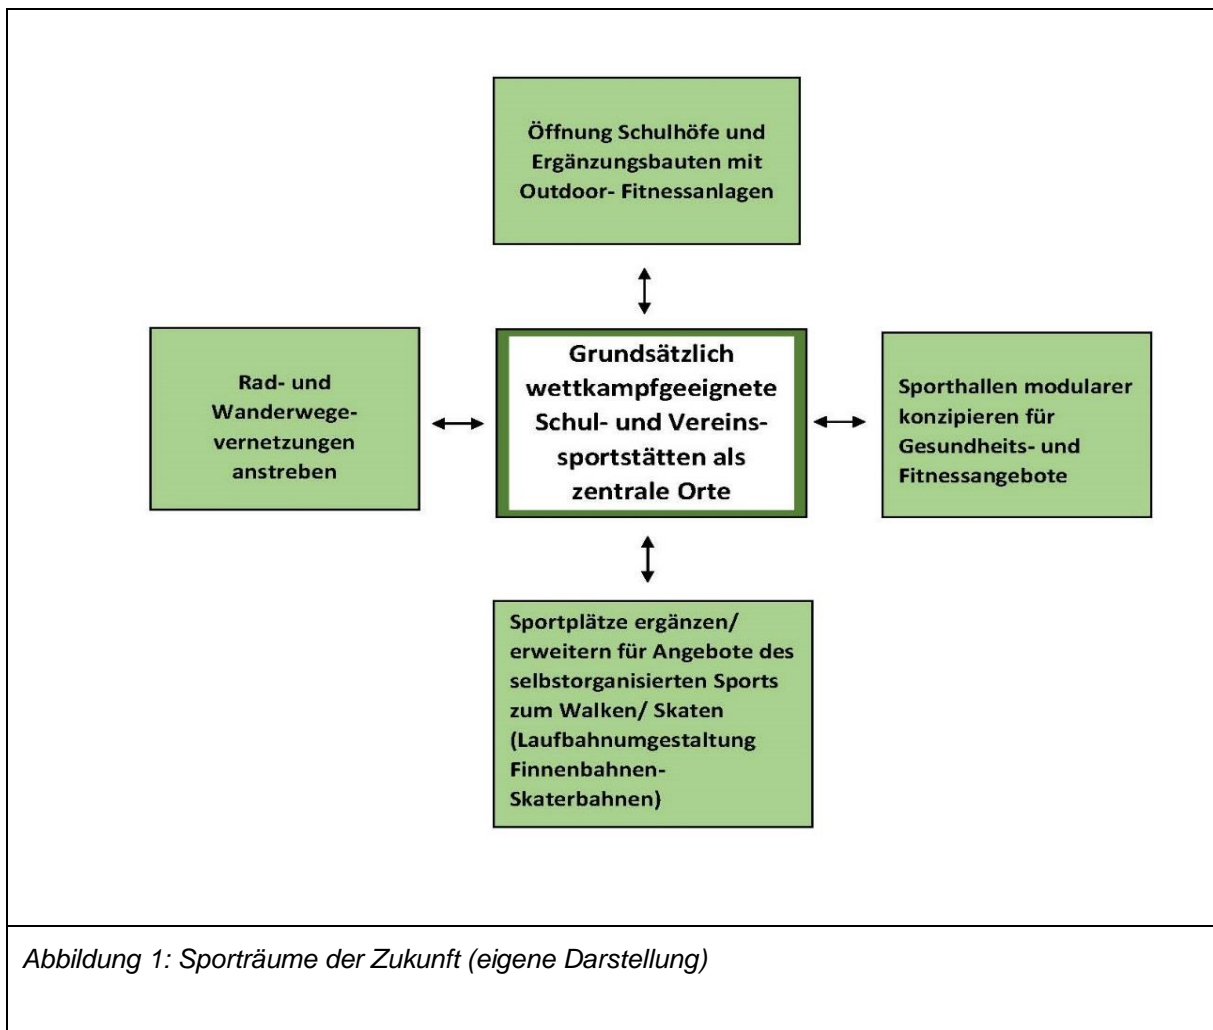 Öffnung Schulhöfe und
Ergänzungsbauten mit
Outdoor- Fitnessanlagen
Rad- und
Wanderwege-
vernetzungen
anstreben
Grundsätzlich
wettkampfgeeignete
Schul- und Vereins-
sportstätten als
zentrale Orte
Sporthallen modularer
konzipieren für
Gesundheits- und
Fitnessangebote
Sportplätze ergänzen/
erweitern für Angebote des
selbstorganisierten Sports
zum Walken/ Skaten
(Laufbahnumgestaltung
Finnenbahnen-
Skaterbahnen)
Abbildung 1: Sporträume der Zukunft (eigene Darstellung)